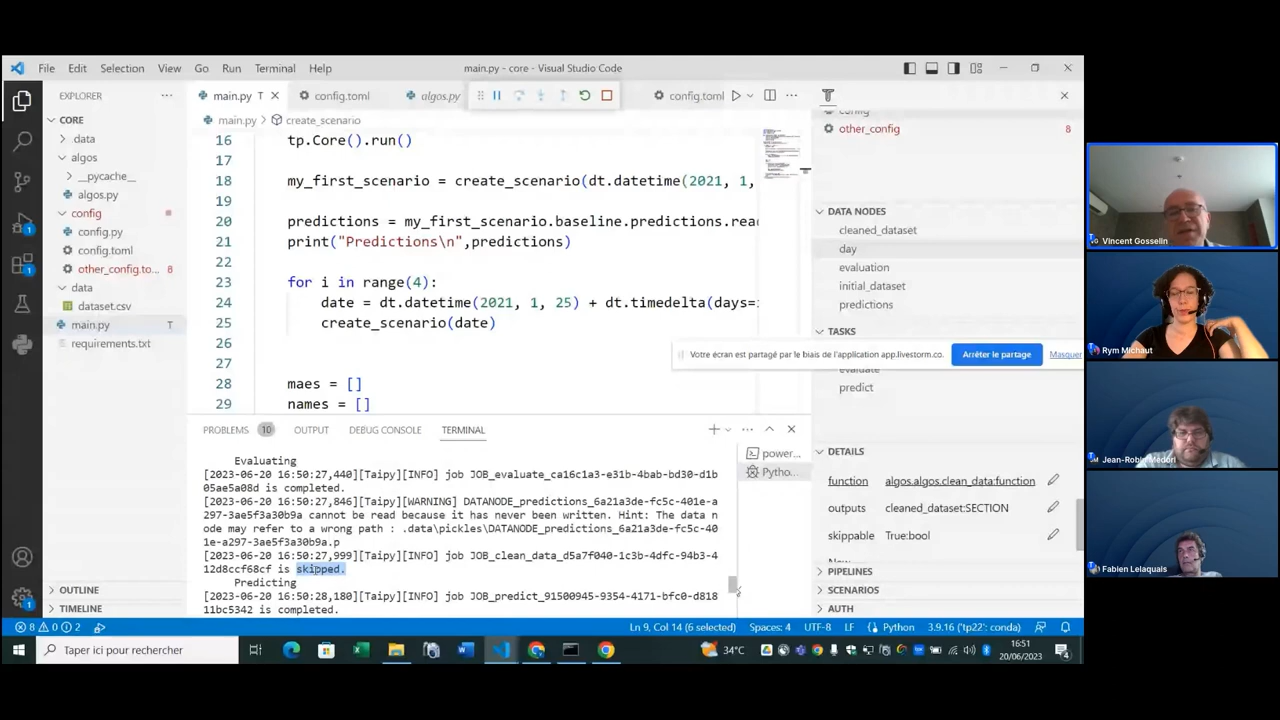 File Edit Selection View Go Run Terminal Help
main.py - core - Visual Studio Code
EXPLORER
CORE
data
algos
__pycache__
algos.py
config
config.py
config.toml
other_config.to...
8
data
dataset.csv
main.py
T
requirements.txt
OUTLINE
TIMELINE
main.py T
config.toml
algos.py
config.toml
main.py > create_scenario
16 tp.Core().run()
17
18 my_first_scenario = create_scenario(dt.datetime(2021, 1,
19
20 predictions = my_first_scenario.baseline.predictions.rea
21 print("Predictions\n",predictions)
22
23 for i in range(4):
24 date = dt.datetime(2021, 1, 25) + dt.timedelta(days=
25 create_scenario(date)
26
27
28 maes = []
29 names = []
Votre écran est partagé par le biais de l'application app.livestorm.co.
Arrêter le partage
Masquer
PROBLEMS 10 OUTPUT DEBUG CONSOLE TERMINAL
Evaluating
[2023-06-20 16:50:27,440][Taipy][INFO] job JOB_evaluate_ca16c1a3-e31b-4bab-bd30-d1b
05ae5a08d is completed.
[2023-06-20 16:50:27,846][Taipy][WARNING] DATANODE_predictions_6a21a3de-fc5c-401e-a
297-3ae5f3a30b9a cannot be read because it has never been written. Hint: The data n
ode may refer to a wrong path : .data\pickles\DATANODE_predictions_6a21a3de-fc5c-40
1e-a297-3ae5f3a30b9a.p
[2023-06-20 16:50:27,999][Taipy][INFO] job JOB_clean_data_d5a7f040-1c3b-4dfc-94b3-4
12d8ccf68cf is skipped.
Predicting
[2023-06-20 16:50:28,180][Taipy][INFO] job JOB_predict_91500945-9354-4171-bfc0-d818
11bc5342 is completed.
power...
Pytho...
config
other_config
8
DATA NODES
cleaned_dataset
day
evaluation
initial_dataset
predictions
TASKS
evaluate
predict
DETAILS
function algos.algos.clean_data:function
outputs cleaned_dataset:SECTION
skippable True:bool
New...
PIPELINES
SCENARIOS
AUTH
8 0 2
Ln 9, Col 14 (6 selected) Spaces: 4 UTF-8 LF Python 3.9.16 ('tp22': conda)
Taper ici pour rechercher
34°C
16:51
20/06/2023
4
Vincent Gosselin
Rym Michaut
Jean-Robin Medori
Fabien Lelaquais